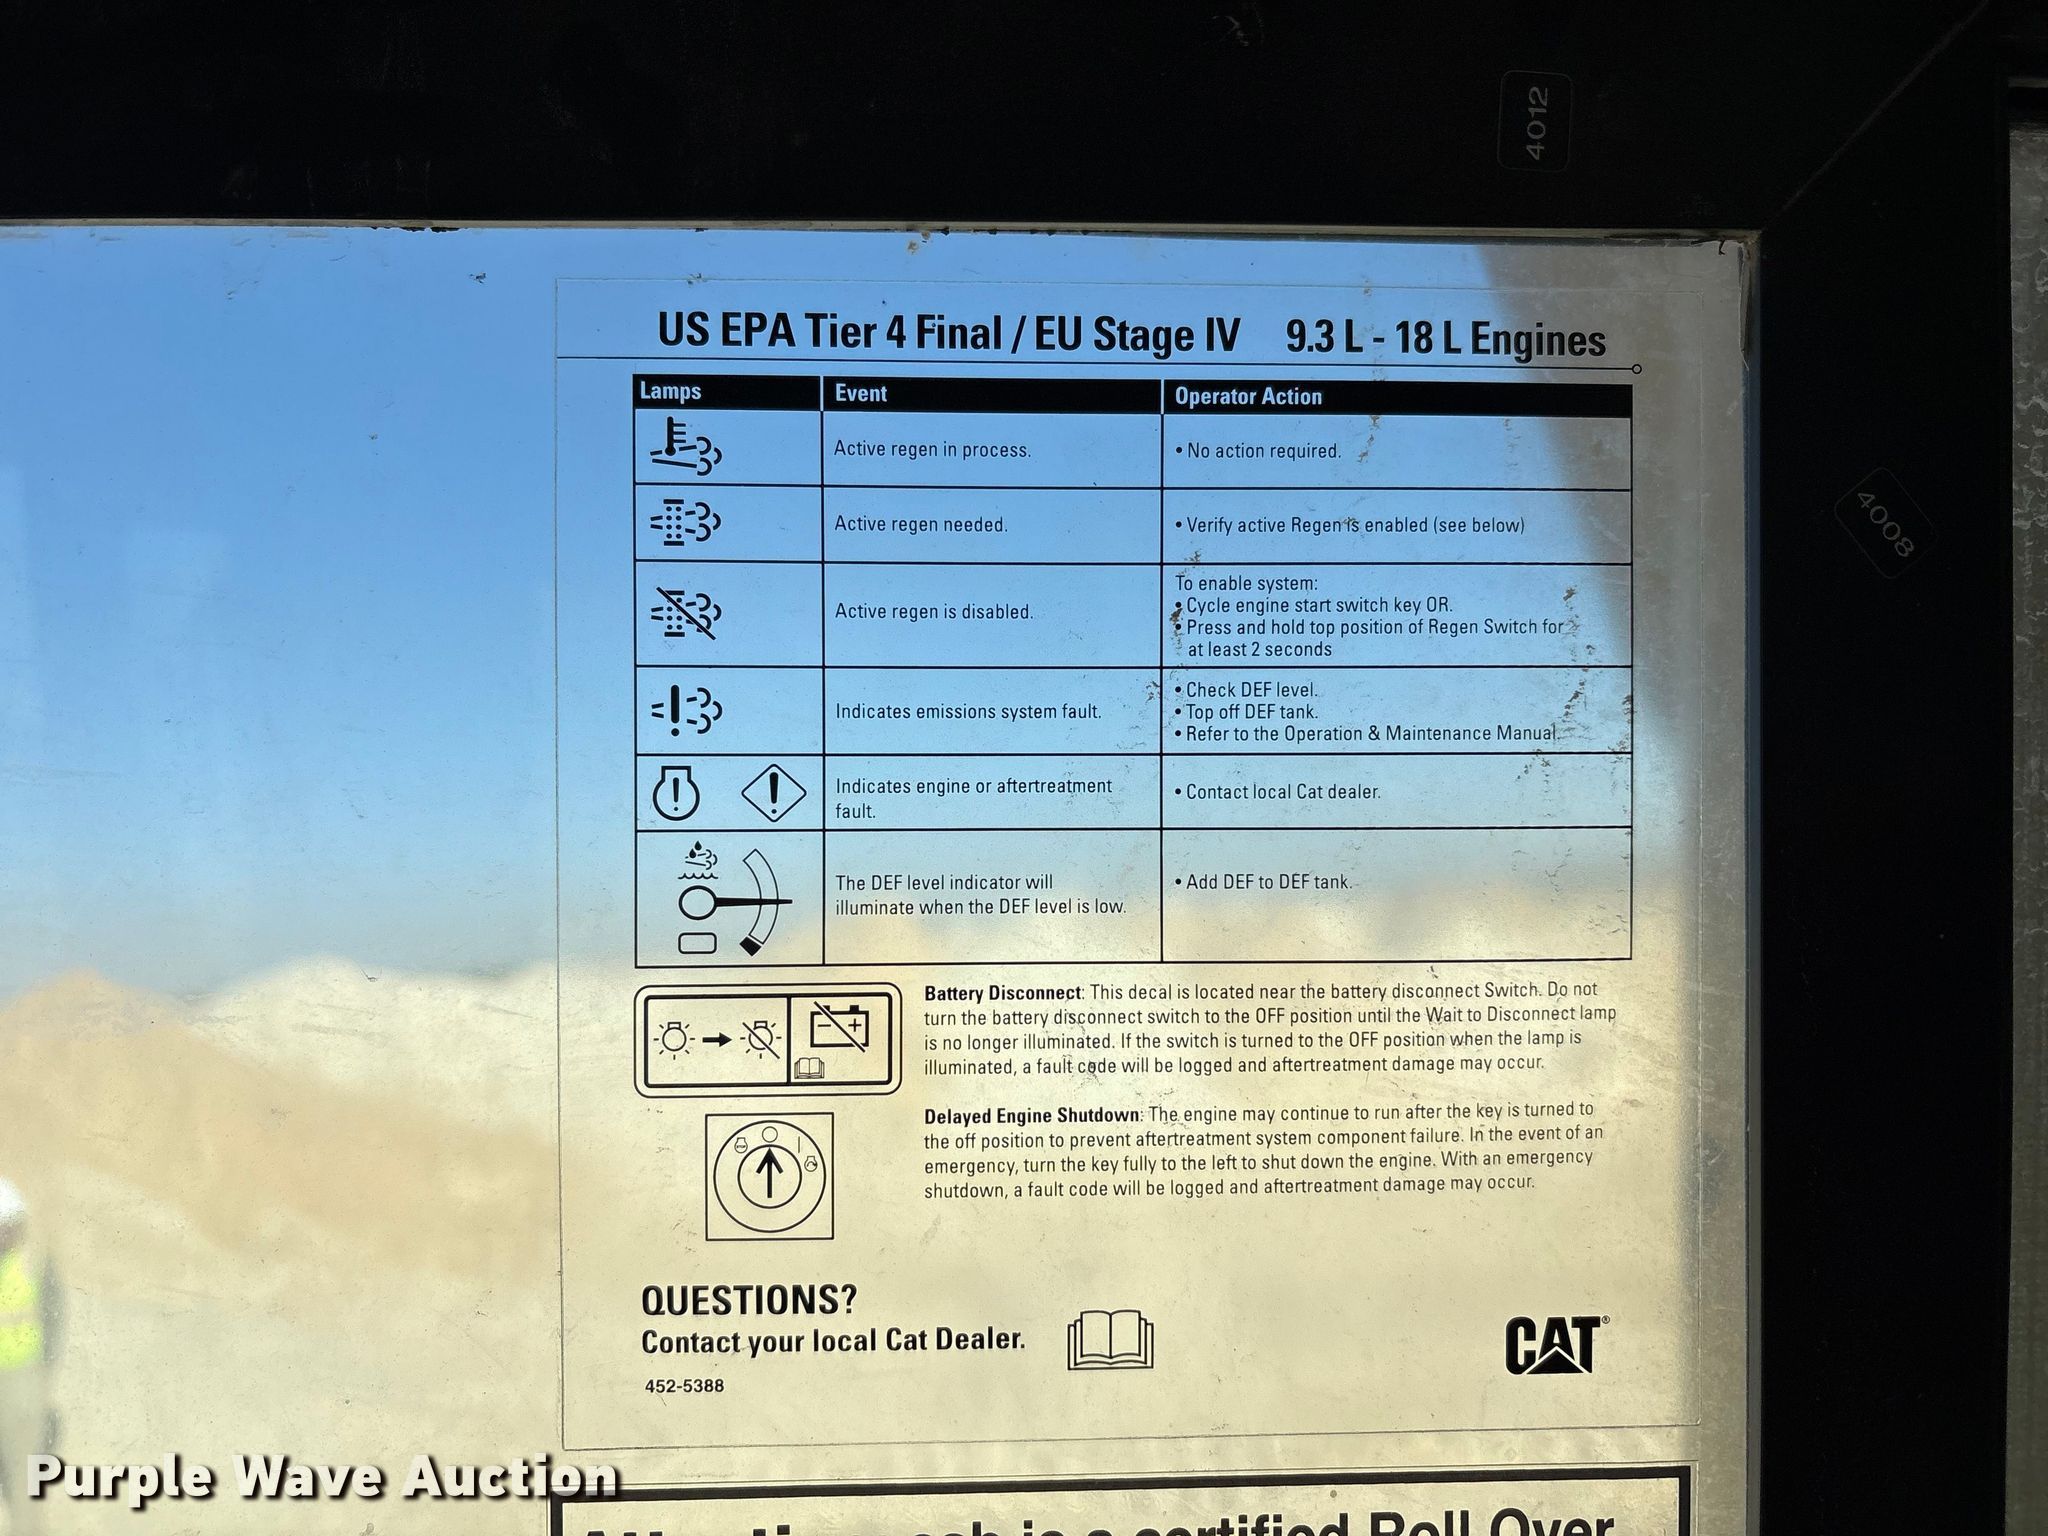 4012
4008
US EPA Tier 4 Final / EU Stage IV 9.3 L - 18 L Engines
Lamps Event Operator Action
Active regen in process. • No action required.
Active regen needed. • Verify active Regen is enabled (see below)
Active regen is disabled. To enable system:
• Cycle engine start switch key OR.
• Press and hold top position of Regen Switch for
at least 2 seconds
Indicates emissions system fault. • Check DEF level.
• Top off DEF tank.
• Refer to the Operation & Maintenance Manual.
Indicates engine or aftertreatment
fault. • Contact local Cat dealer.
The DEF level indicator will
illuminate when the DEF level is low. • Add DEF to DEF tank.
Battery Disconnect: This decal is located near the battery disconnect Switch. Do not
turn the battery disconnect switch to the OFF position until the Wait to Disconnect lamp
is no longer illuminated. If the switch is turned to the OFF position when the lamp is
illuminated, a fault code will be logged and aftertreatment damage may occur.
Delayed Engine Shutdown: The engine may continue to run after the key is turned to
the off position to prevent aftertreatment system component failure. In the event of an
emergency, turn the key fully to the left to shut down the engine. With an emergency
shutdown, a fault code will be logged and aftertreatment damage may occur.
QUESTIONS?
Contact your local Cat Dealer.
CAT®
452-5388
Purple Wave Auction
is a certified Roll Over